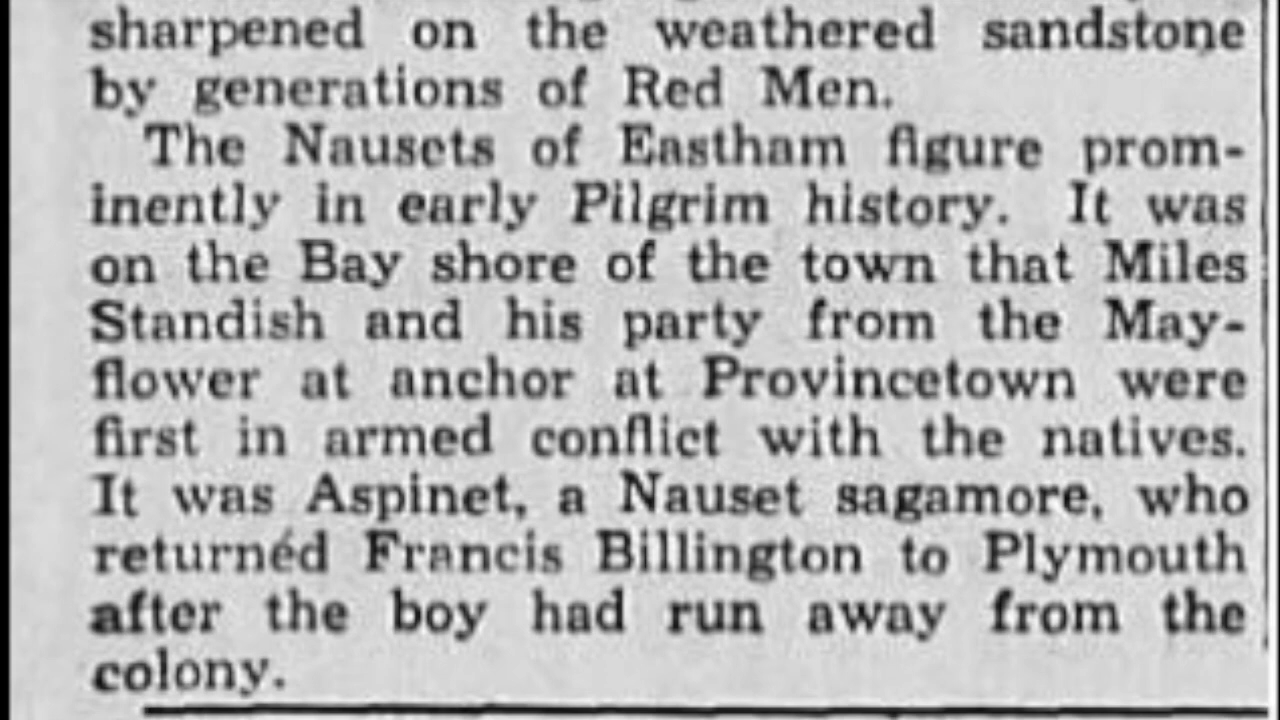 sharpened on the weathered sandstone
by generations of Red Men.
The Nausets of Eastham figure prom-
inently in early Pilgrim history. It was
on the Bay shore of the town that Miles
Standish and his party from the May-
flower at anchor at Provincetown were
first in armed conflict with the natives.
It was Aspinet, a Nauset sagamore, who
returned Francis Billington to Plymouth
after the boy had run away from the
colony.